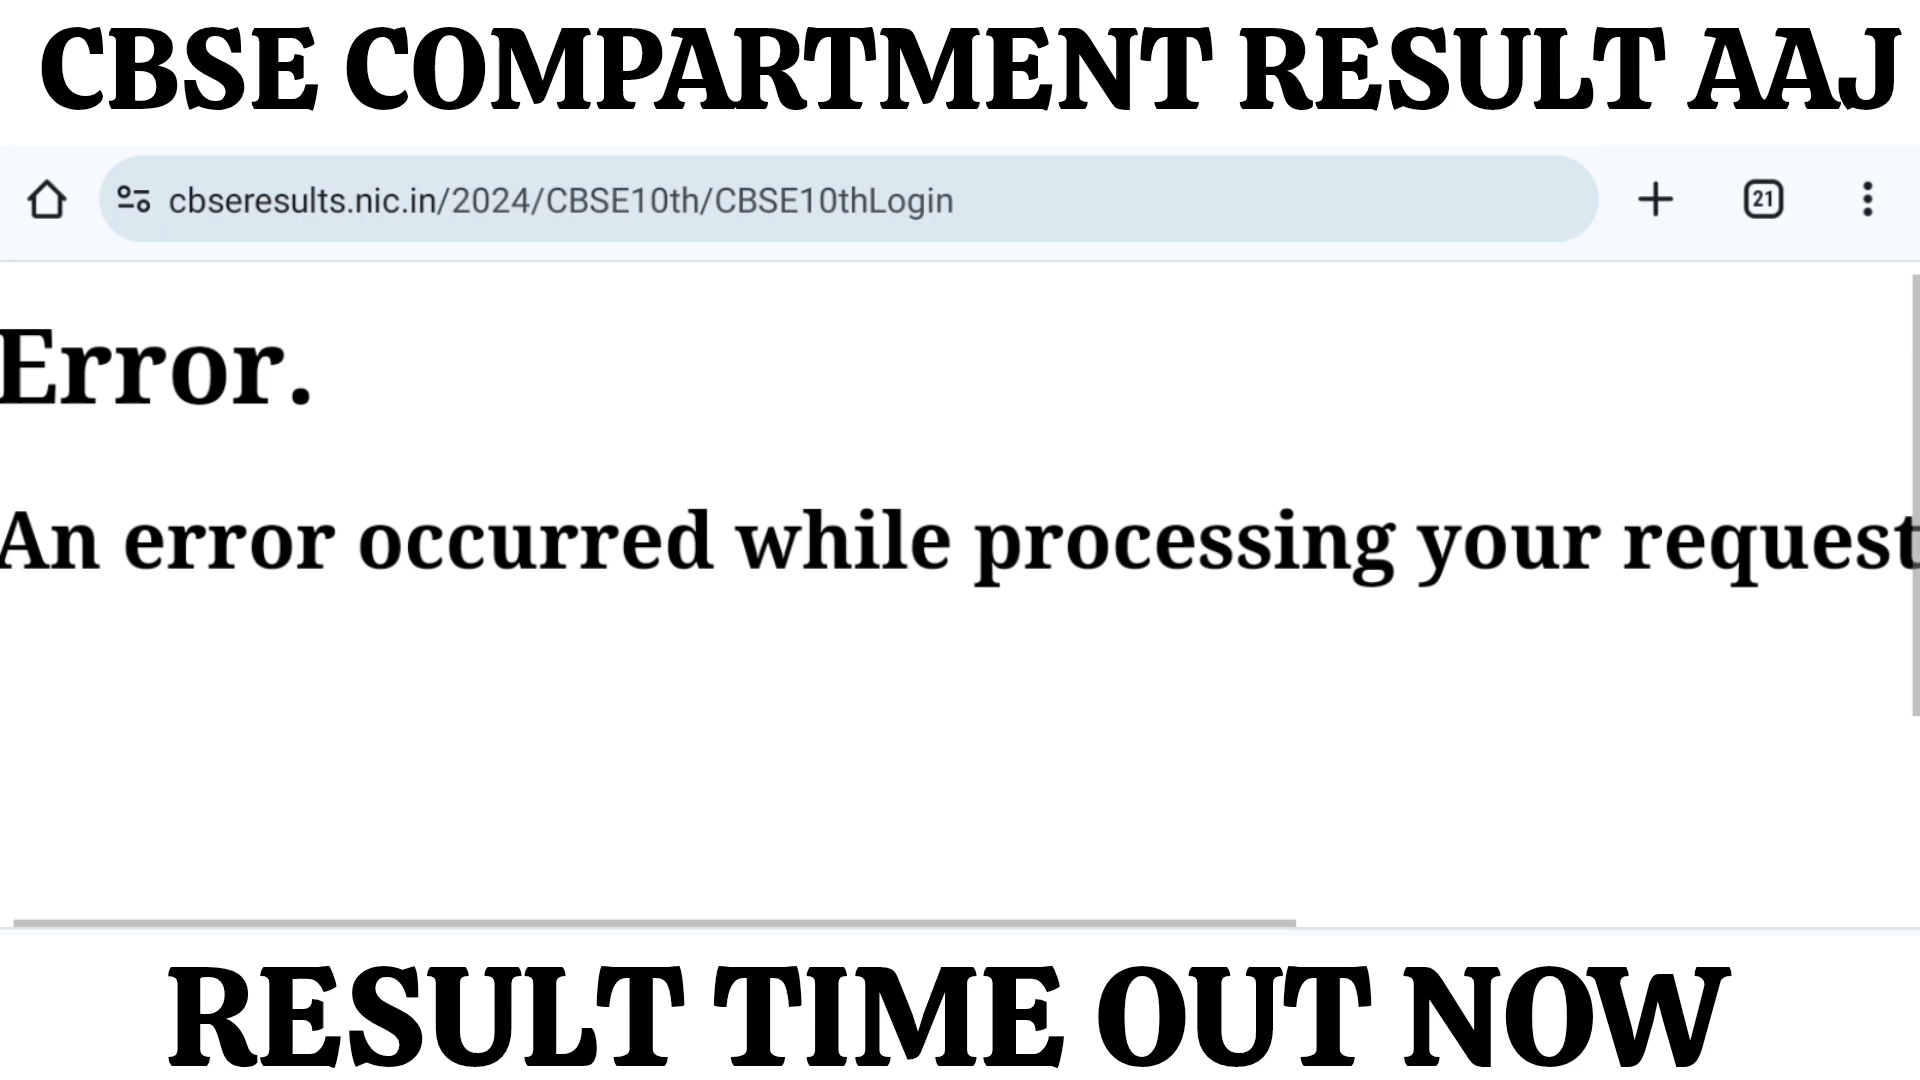 CBSE COMPARTMENT RESULT AAJ
cbseresults.nic.in/2024/CBSE10th/CBSE10thLogin
21
Error.
An error occurred while processing your request
RESULT TIME OUT NOW